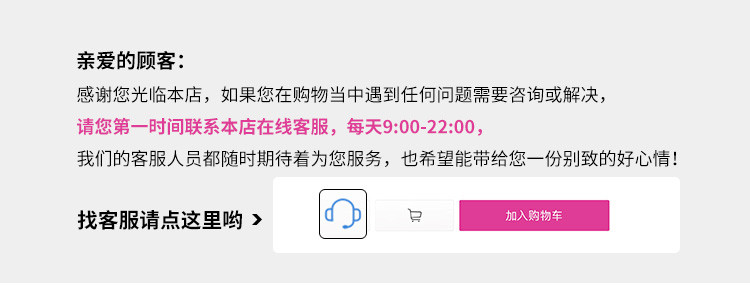 亲爱的顾客：
感谢您光临本店，如果您在购物当中遇到任何问题需要咨询或解决，
请您第一时间联系本店在线客服，每天9:00-22:00，
我们的客服人员都随时期待着为您服务，也希望能带给您一份别致的好心情！
找客服请点这里哟 >
加入购物车